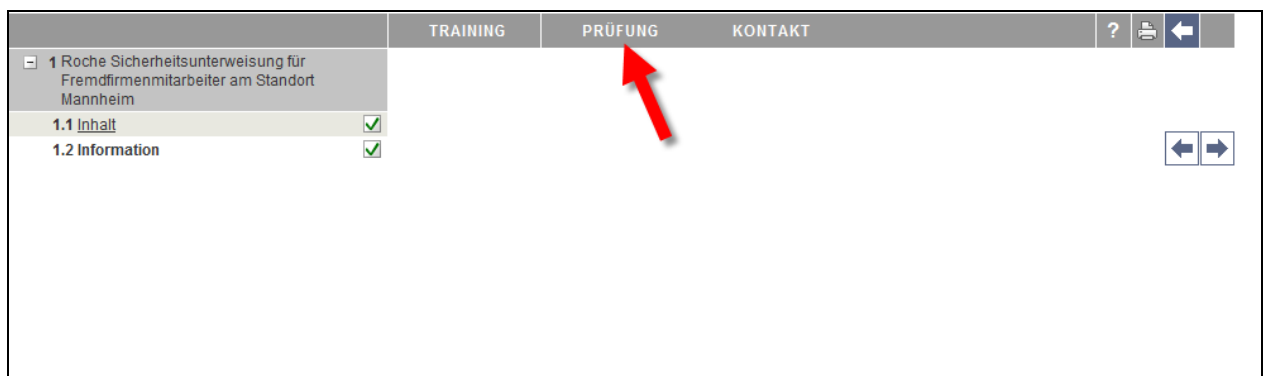 TRAINING PRÜFUNG KONTAKT ?
1 Roche Sicherheitsunterweisung für
Fremdfirmenmitarbeiter am Standort
Mannheim
1.1 Inhalt
1.2 Information